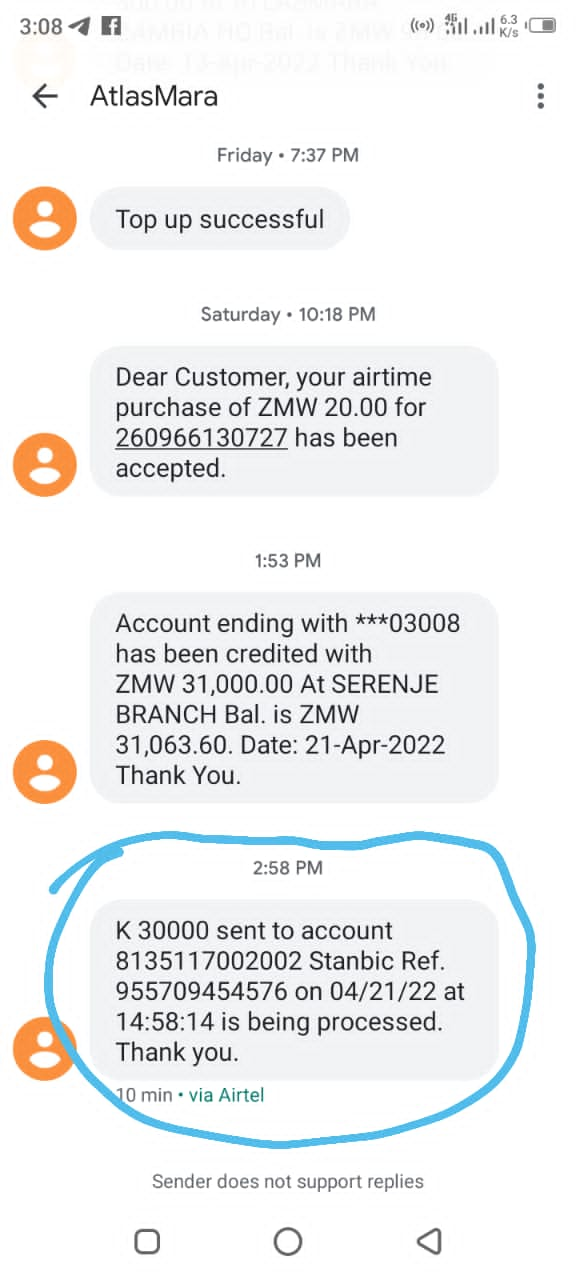 3:08
4G
6.3
K/s
ZAMBIA HO Bal. is ZMW
Date: 13-Apr-2022 Thank You.
AtlasMara
Friday • 7:37 PM
Top up successful
Saturday • 10:18 PM
Dear Customer, your airtime
purchase of ZMW 20.00 for
260966130727 has been
accepted.
1:53 PM
Account ending with ***03008
has been credited with
ZMW 31,000.00 At SERENJE
BRANCH Bal. is ZMW
31,063.60. Date: 21-Apr-2022
Thank You.
2:58 PM
K 30000 sent to account
8135117002002 Stanbic Ref.
955709454576 on 04/21/22 at
14:58:14 is being processed.
Thank you.
10 min • via Airtel
Sender does not support replies